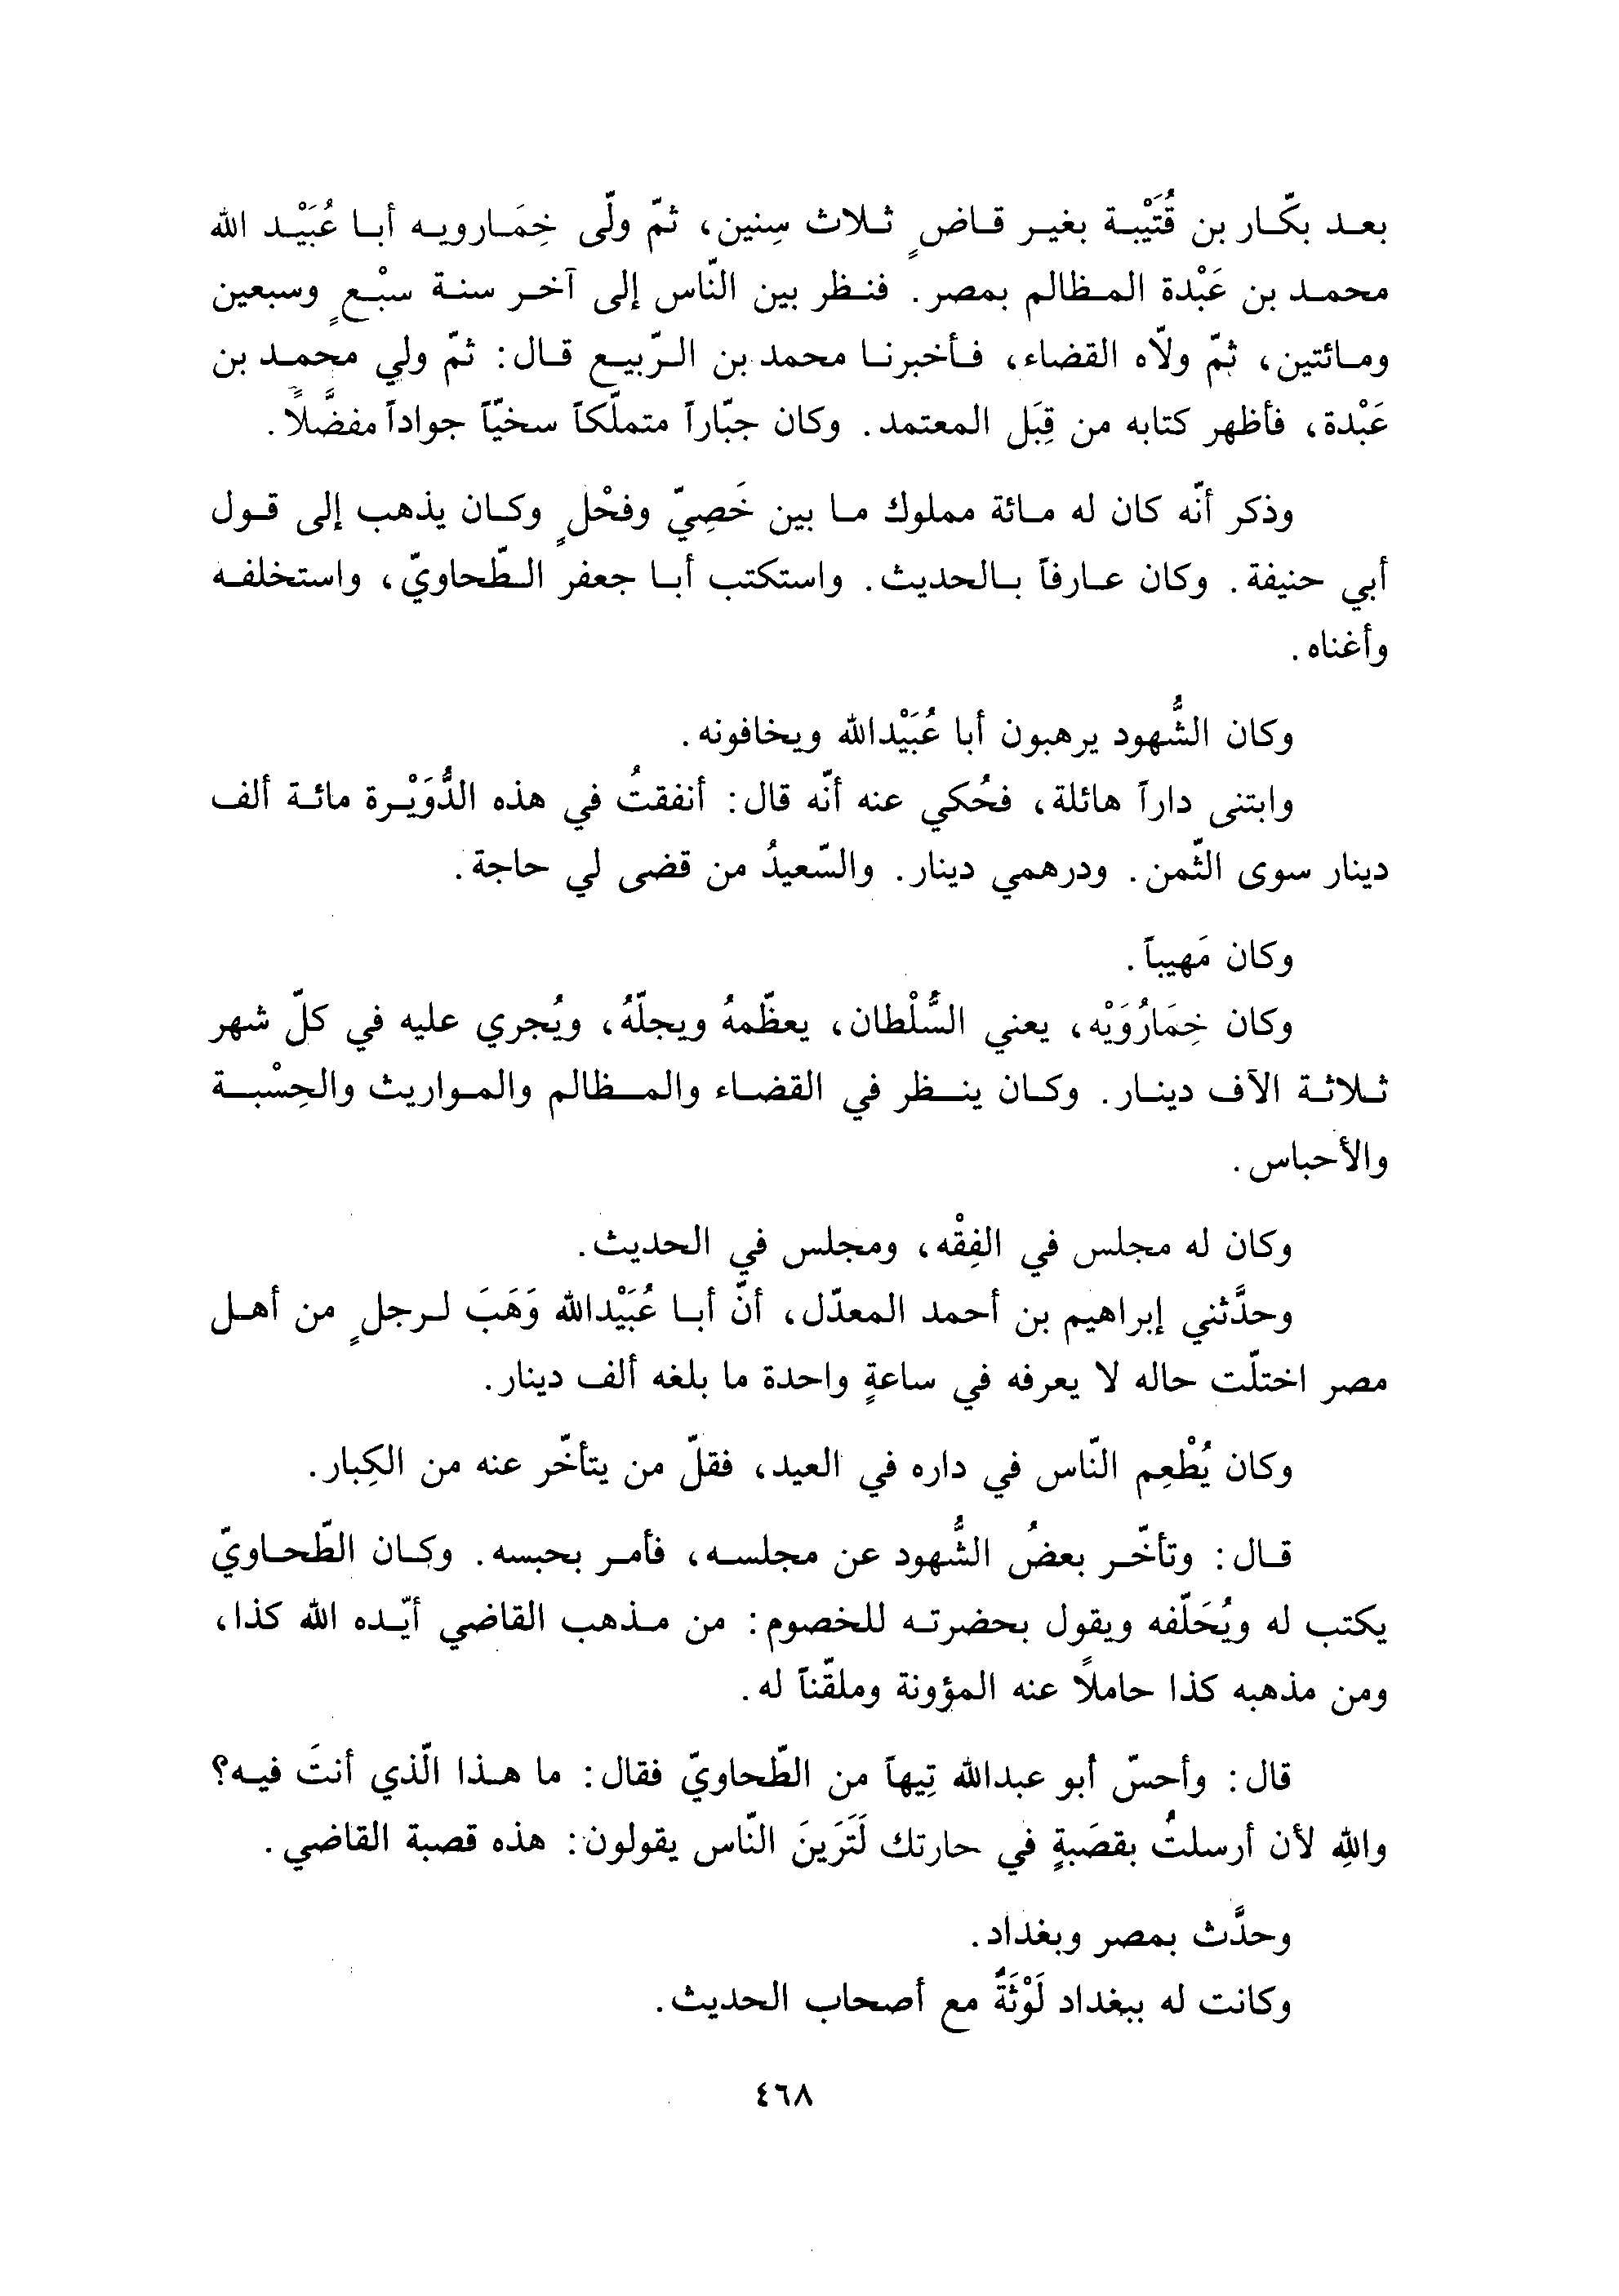 بعد بكّار بن قُتَيْبة بغير قاضٍ ثلاث سِنين، ثمّ ولّى خِمَارويه أبا عُبَيْد الله
محمد بن عَبْدة المظالم بمصر. فنظر بين النّاس إلى آخر سنة سبْعٍ وسبعين
ومائتين، ثمّ ولّاه القضاء، فأخبرنا محمد بن الرّبيع قال: ثمّ ولي محمد بن
عَبْدة، فأظهر كتابه من قِبَل المعتمد. وكان جبّاراً متملّكاً سخيّاً جواداً مفضَّلاً.
وذكر أنّه كان له مائة مملوك ما بين خَصِيّ وفحْلٍ وكان يذهب إلى قول
أبي حنيفة. وكان عارفاً بالحديث. واستكتب أبا جعفر الطّحاويّ، واستخلفه
وأغناه.
وكان الشُّهود يرهبون أبا عُبَيْدالله ويخافونه.
وابتنى داراً هائلة، فحُكي عنه أنّه قال: أنفقتُ في هذه الدُّوَيْرة مائة ألف
دينار سوى الثّمن. ودرهمي دينار. والسّعيدُ من قضى لي حاجة.
وكان مَهيباً.
وكان خِمَارُوَيْه، يعني السُّلْطان، يعظّمهُ ويجلّهُ، ويُجري عليه في كلّ شهر
ثلاثة الآف دينار. وكان ينظر في القضاء والمظالم والمواريث والحِسْبة
والأحباس.
وكان له مجلس في الفِقْه، ومجلس في الحديث.
وحدَّثني إبراهيم بن أحمد المعدّل، أنّ أبا عُبَيْدالله وَهَبَ لرجلٍ من أهل
مصر اختلّت حاله لا يعرفه في ساعةٍ واحدة ما بلغه ألف دينار.
وكان يُطْعِم النّاس في داره في العيد، فقلّ من يتأخّر عنه من الكِبار.
قال: وتأخّر بعضُ الشُّهود عن مجلسه، فأمر بحبسه. وكان الطّحاويّ
يكتب له ويُحَلّفه ويقول بحضرته للخصوم: من مذهب القاضي أيّده الله كذا،
ومن مذهبه كذا حاملاً عنه المؤونة وملقّناً له.
قال: وأحسّ أبو عبدالله تِيهاً من الطّحاويّ فقال: ما هذا الّذي أنتَ فيه؟
واللهِ لأن أرسلتُ بقصَبةٍ في حارتك لَتَرَينَ النّاس يقولون: هذه قصبة القاضي.
وحدَّث بمصر وبغداد.
وكانت له ببغداد لَوْثَةٌ مع أصحاب الحديث.
٤٦٨